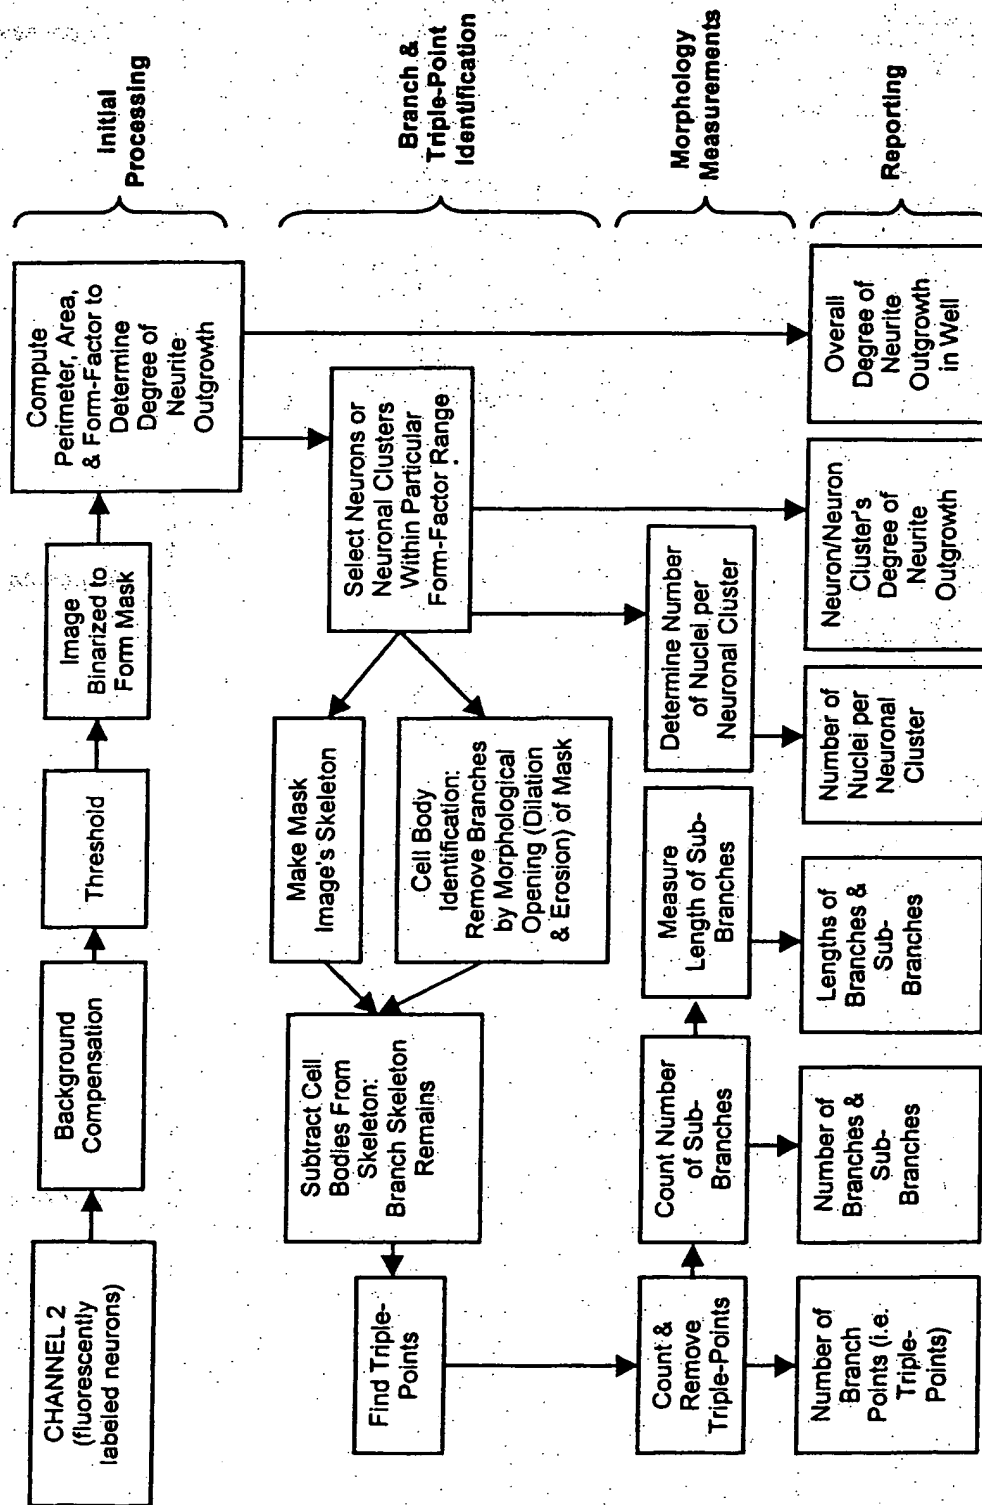 CHANNEL 2
(fluorescently
labeled neurons)
Background
Compensation
Threshold
Image
Binarized to
Form Mask
Compute
Perimeter, Area,
& Form-Factor to
Determine
Degree of
Neurite
Outgrowth
Initial
Processing
Find Triple-
Points
Subtract Cell
Bodies From
Skeleton:
Branch Skeleton
Remains
Make Mask
Image's Skeleton
Cell Body
Identification:
Remove Branches
by Morphological
Opening (Dilation
& Erosion) of Mask
Select Neurons or
Neuronal Clusters
Within Particular
Form-Factor Range
Branch &
Triple-Point
Identification
Count &
Remove
Triple-Points
Count Number
of Sub-
Branches
Measure
Length of Sub-
Branches
Determine Number
of Nuclei per
Neuronal Cluster
Morphology
Measurements
Number of
Branch
Points (i.e.
Triple-
Points)
Number of
Branches &
Sub-
Branches
Lengths of
Branches &
Sub-
Branches
Number of
Nuclei per
Neuronal
Cluster
Neuron/Neuron
Cluster's
Degree of
Neurite
Outgrowth
Overall
Degree of
Neurite
Outgrowth
in Well
Reporting